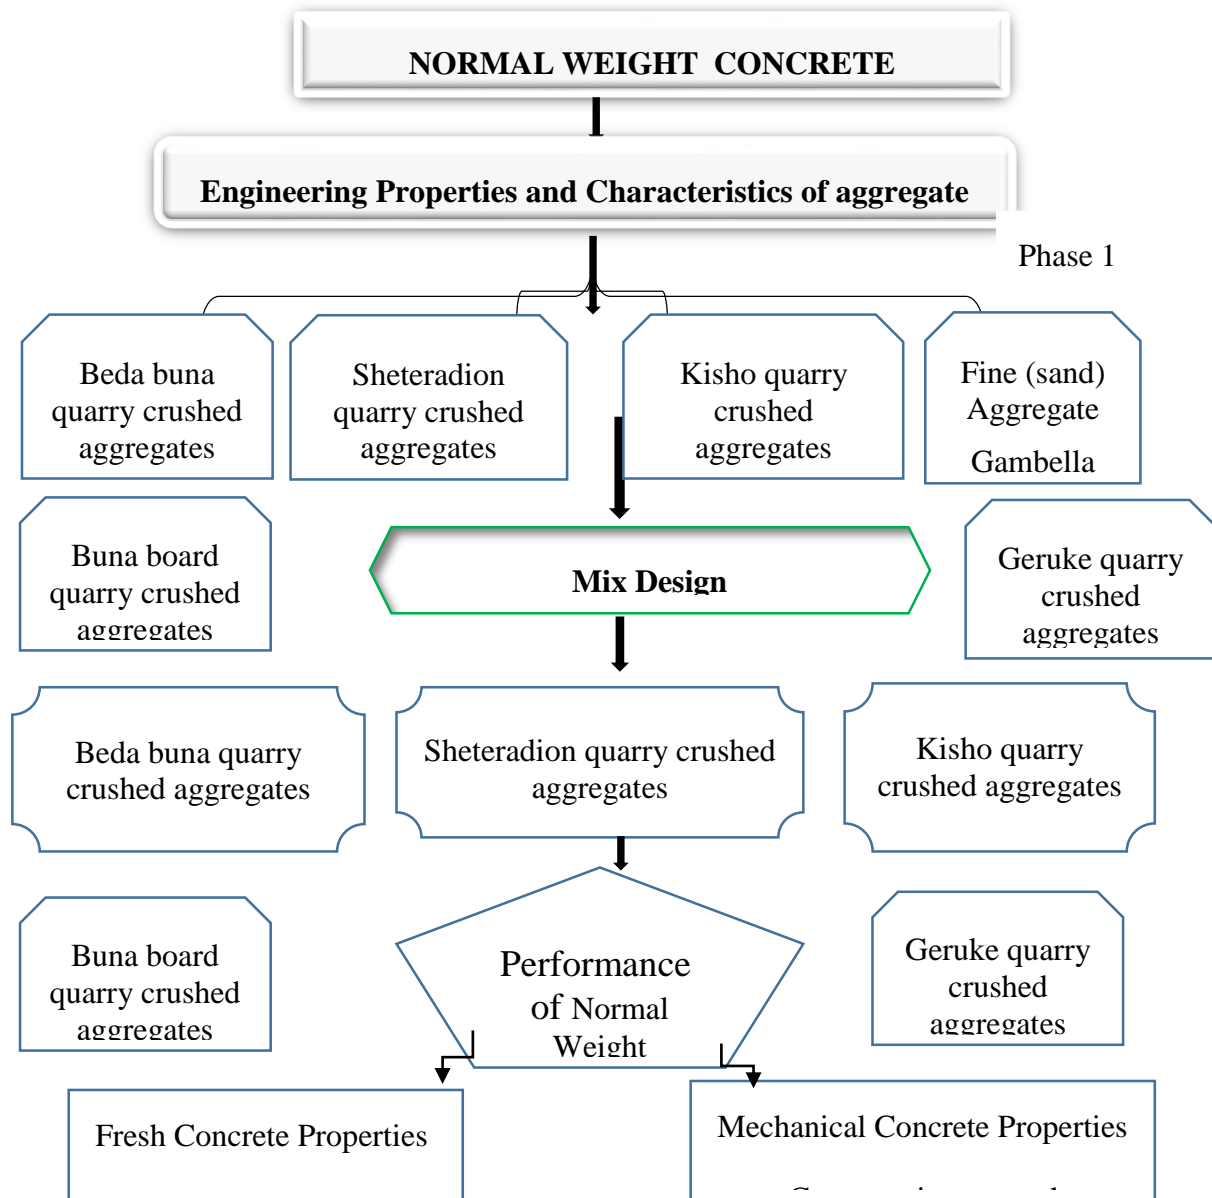 NORMAL WEIGHT CONCRETE
Engineering Properties and Characteristics of aggregate
Phase 1
Beda buna
quarry crushed
aggregates
Sheteradion
quarry crushed
aggregates
Kisho quarry
crushed
aggregates
Fine (sand)
Aggregate
Gambella
Buna board
quarry crushed
aggregates
Mix Design
Geruke quarry
crushed
aggregates
Beda buna quarry
crushed aggregates
Sheteradion quarry crushed
aggregates
Kisho quarry
crushed aggregates
Buna board
quarry crushed
aggregates
Performance
of Normal
Weight
Geruke quarry
crushed
aggregates
Fresh Concrete Properties
Mechanical Concrete Properties